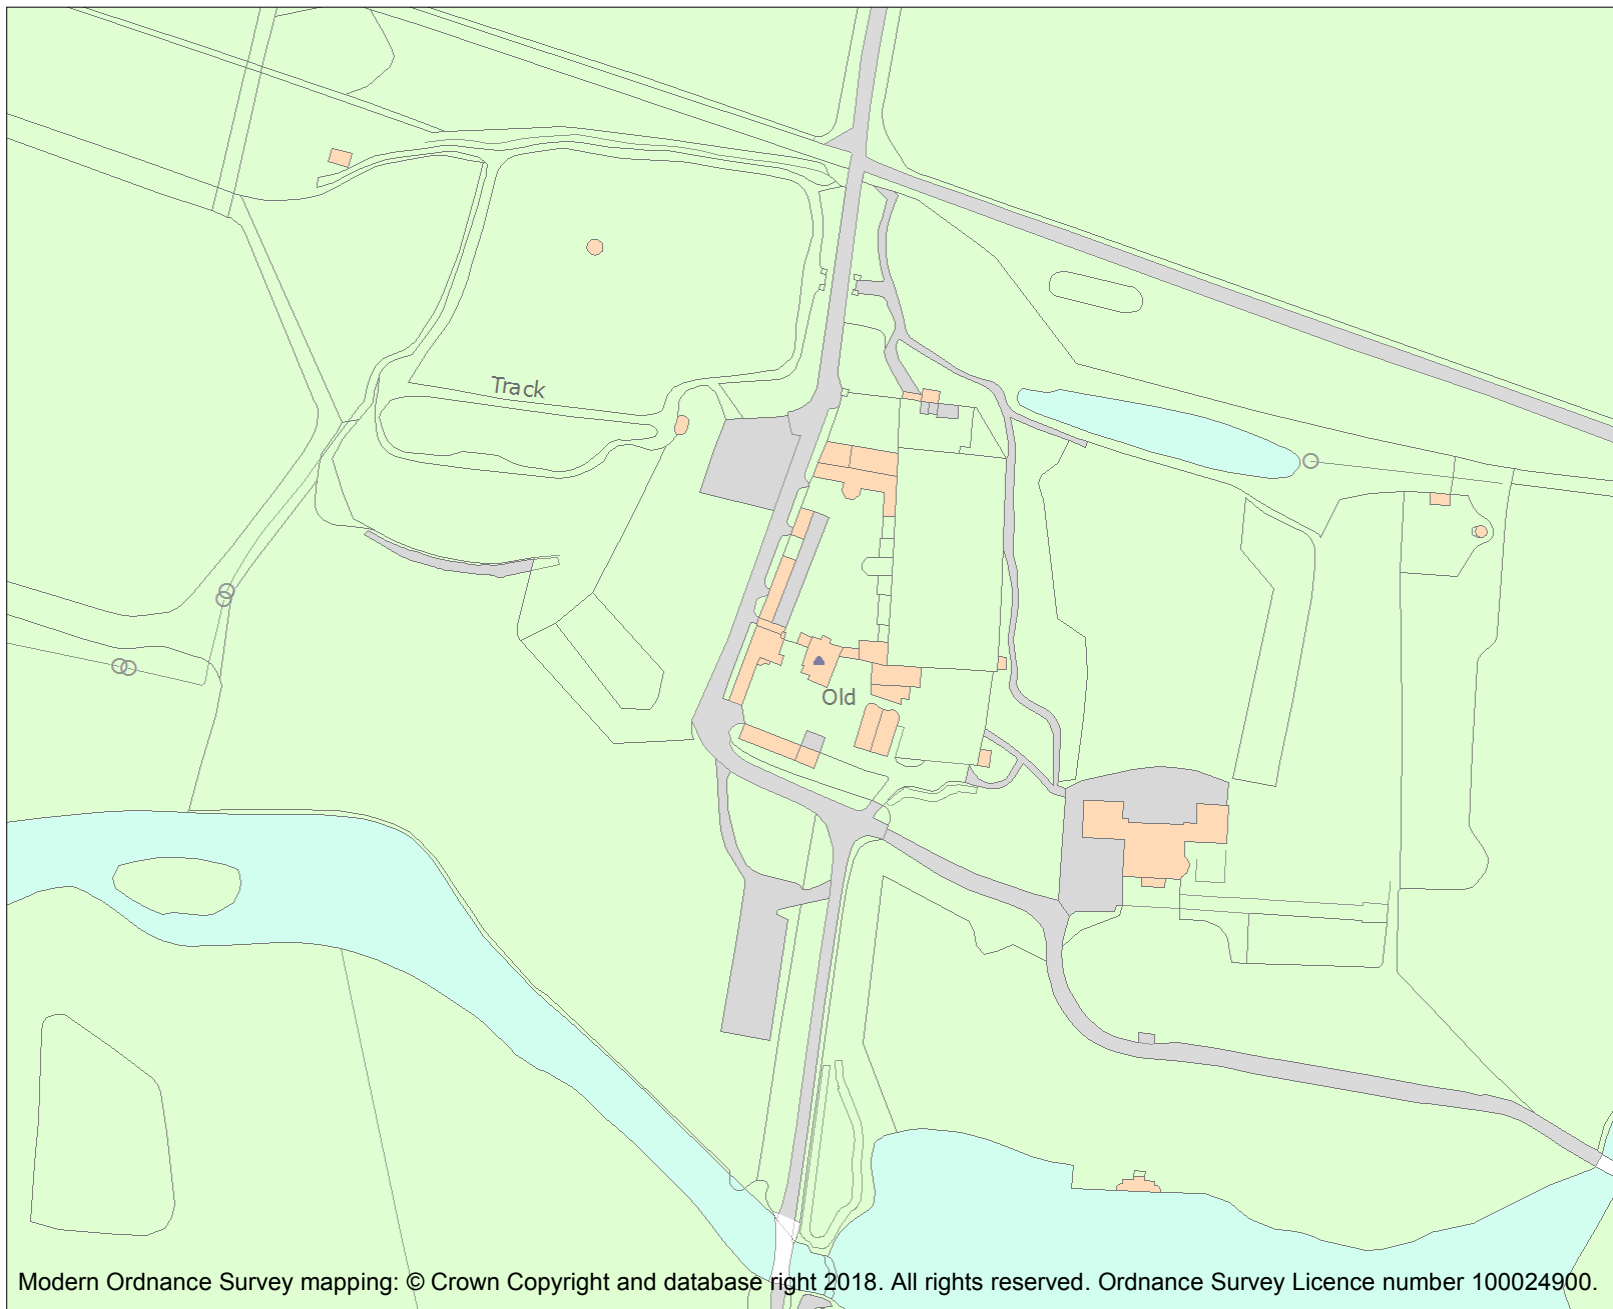 Track
Old
Modern Ordnance Survey mapping: © Crown Copyright and database right 2018. All rights reserved. Ordnance Survey Licence number 100024900.